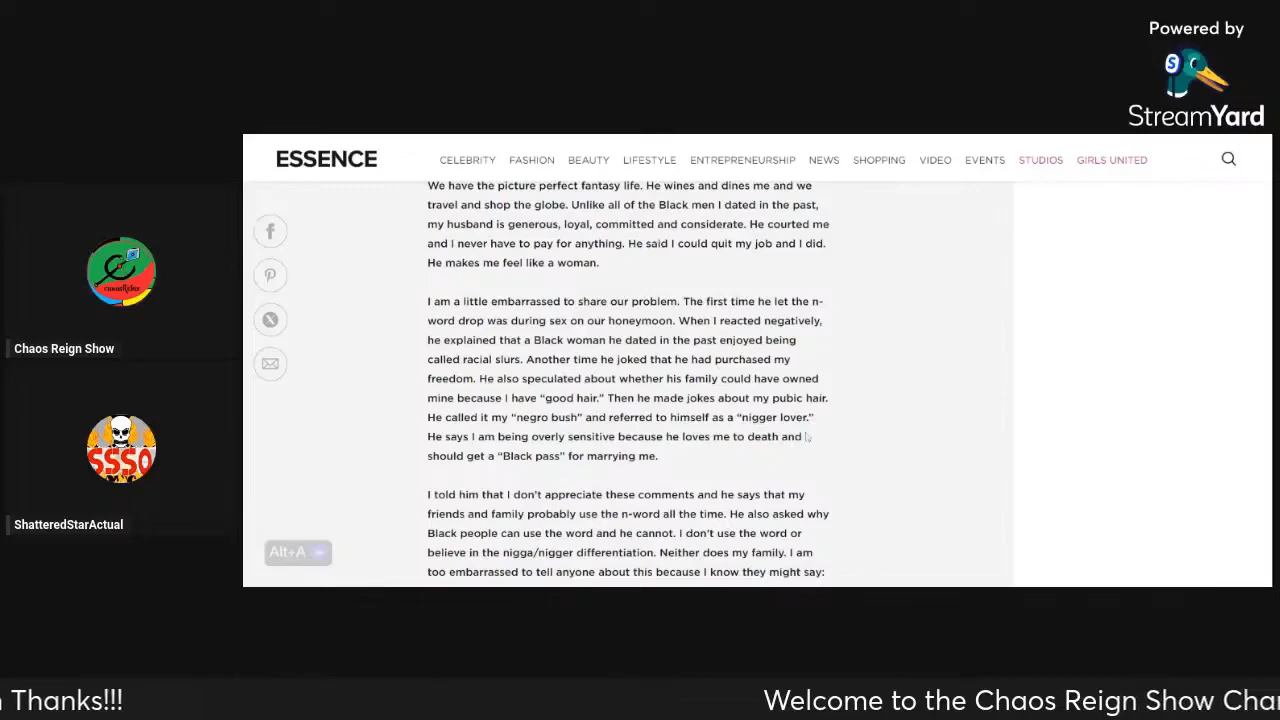 Powered by
StreamYard
ESSENCE
CELEBRITY FASHION BEAUTY LIFESTYLE ENTREPRENEURSHIP NEWS SHOPPING VIDEO EVENTS STUDIOS GIRLS UNITED
We have the picture perfect fantasy life. He wines and dines me and we
travel and shop the globe. Unlike all of the Black men I dated in the past,
my husband is generous, loyal, committed and considerate. He courted me
and I never have to pay for anything. He said I could quit my job and I did.
He makes me feel like a woman.
I am a little embarrassed to share our problem. The first time he let the n-
word drop was during sex on our honeymoon. When I reacted negatively,
he explained that a Black woman he dated in the past enjoyed being
called racial slurs. Another time he joked that he had purchased my
freedom. He also speculated about whether his family could have owned
mine because I have “good hair.” Then he made jokes about my pubic hair.
He called it my “negro bush” and referred to himself as a “nigger lover.”
He says I am being overly sensitive because he loves me to death and
should get a “Black pass” for marrying me.
I told him that I don’t appreciate these comments and he says that my
friends and family probably use the n-word all the time. He also asked why
Black people can use the word and he cannot. I don’t use the word or
believe in the nigga/nigger differentiation. Neither does my family. I am
too embarrassed to tell anyone about this because I know they might say:
Alt+A
Chaos Reign Show
SSSO
ShatteredStarActual
Thanks!!!
Welcome to the Chaos Reign Show